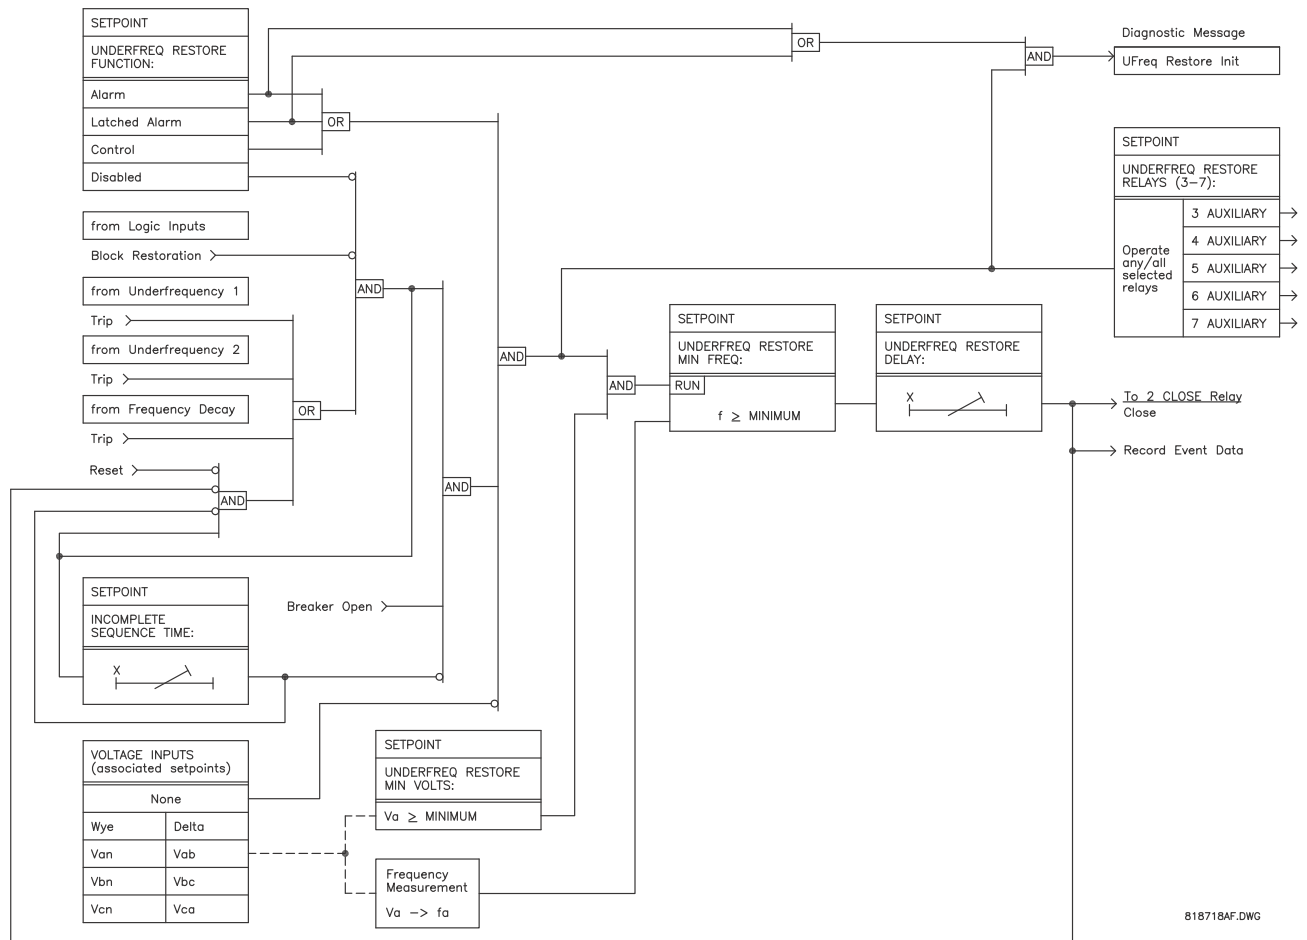 SETPOINT
UNDERFREQ RESTORE
FUNCTION:
Alarm
Latched Alarm
Control
Disabled
OR
from Logic Inputs
Block Restoration
from Underfrequency 1
Trip
from Underfrequency 2
Trip
from Frequency Decay
Trip
Reset
AND
OR
AND
SETPOINT
INCOMPLETE
SEQUENCE TIME:
X
Breaker Open
AND
AND
VOLTAGE INPUTS
(associated setpoints)
None
Wye
Delta
Van
Vab
Vbn
Vbc
Vcn
Vca
SETPOINT
UNDERFREQ RESTORE
MIN VOLTS:
Va ≥ MINIMUM
Frequency
Measurement
Va -> fa
AND
SETPOINT
UNDERFREQ RESTORE
MIN FREQ:
RUN
f ≥ MINIMUM
SETPOINT
UNDERFREQ RESTORE
DELAY:
X
OR
AND
Diagnostic Message
UFreq Restore Init
SETPOINT
UNDERFREQ RESTORE
RELAYS (3-7):
Operate
any/all
selected
relays
3 AUXILIARY
4 AUXILIARY
5 AUXILIARY
6 AUXILIARY
7 AUXILIARY
To 2 CLOSE Relay
Close
Record Event Data
818718AF.DWG